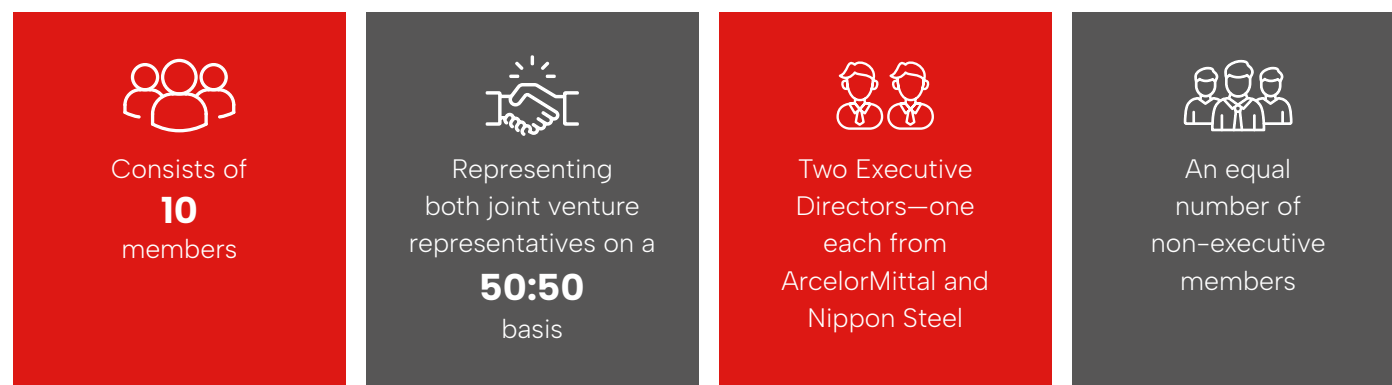 Consists of
10
members
Representing
both joint venture
representatives on a
50:50
basis
Two Executive
Directors—one
each from
ArcelorMittal and
Nippon Steel
An equal
number of
non-executive
members